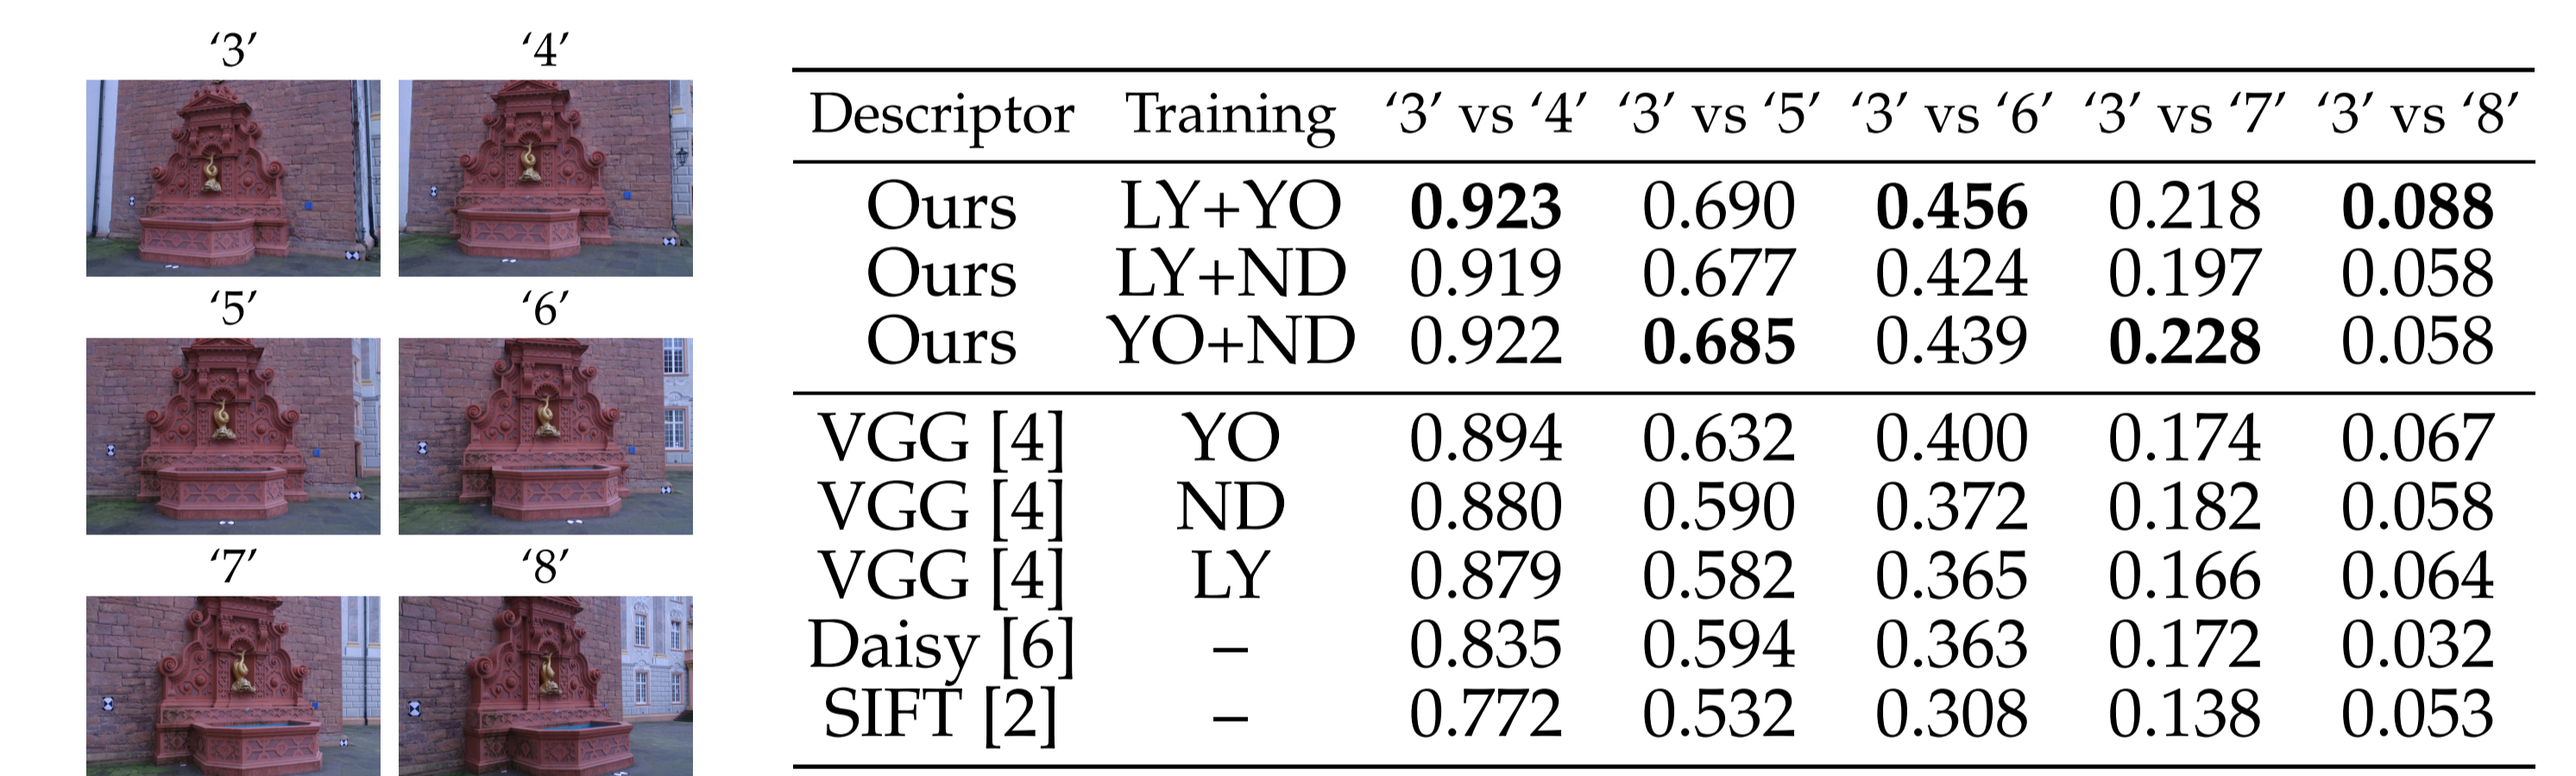 ‘3’ ‘4’
‘5’ ‘6’
‘7’ ‘8’
Descriptor Training ‘3’ vs ‘4’ ‘3’ vs ‘5’ ‘3’ vs ‘6’ ‘3’ vs ‘7’ ‘3’ vs ‘8’
Ours LY+YO 0.923 0.690 0.456 0.218 0.088
Ours LY+ND 0.919 0.677 0.424 0.197 0.058
Ours YO+ND 0.922 0.685 0.439 0.228 0.058
VGG [4] YO 0.894 0.632 0.400 0.174 0.067
VGG [4] ND 0.880 0.590 0.372 0.182 0.058
VGG [4] LY 0.879 0.582 0.365 0.166 0.064
Daisy [6] – 0.835 0.594 0.363 0.172 0.032
SIFT [2] – 0.772 0.532 0.308 0.138 0.053